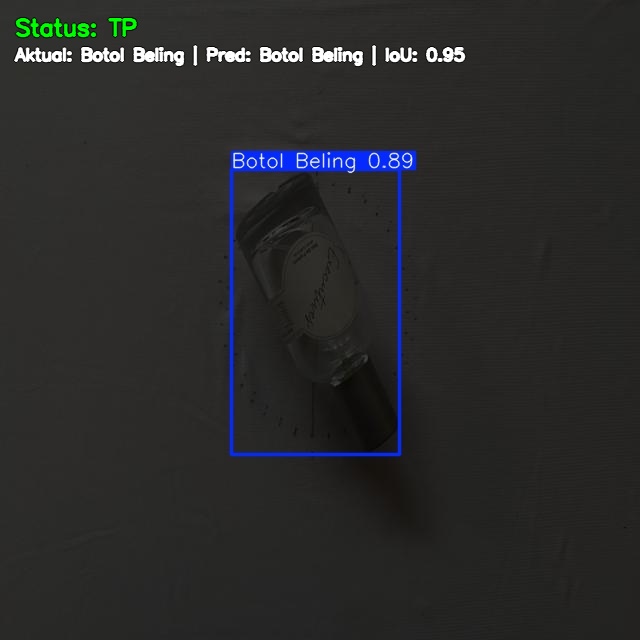 Status: TP
Aktual: Botol Beling | Pred: Botol Beling | IoU: 0.95
Botol Beling 0.89